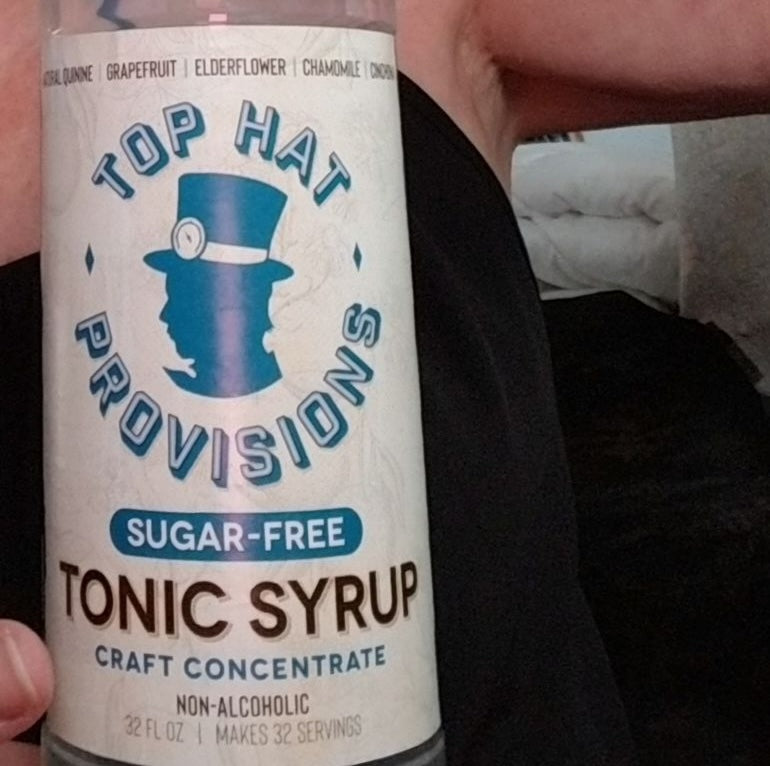 QUININE | GRAPEFRUIT | ELDERFLOWER | CHAMOMILE |
TOP HAT
PROVISIONS
SUGAR-FREE
TONIC SYRUP
CRAFT CONCENTRATE
NON-ALCOHOLIC
32 FL OZ | MAKES 32 SERVINGS